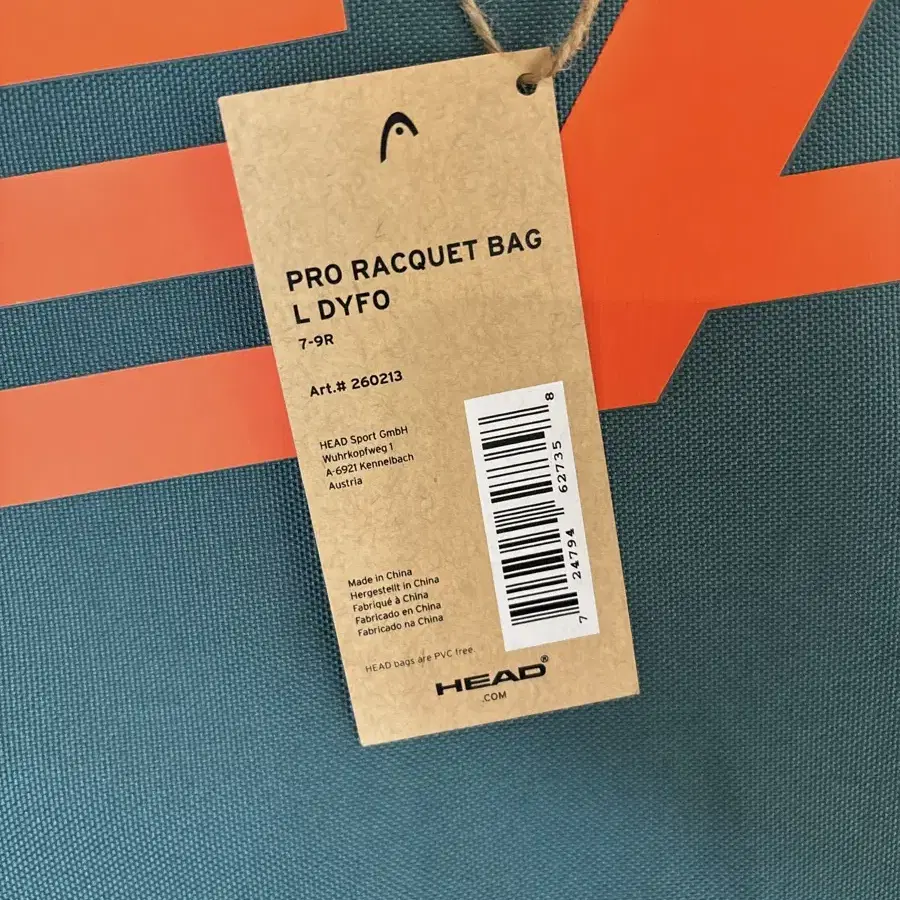 PRO RACQUET BAG
L DYFO
7-9R
Art.# 260213
HEAD Sport GmbH
Wuhrkopfweg 1
A-6921 Kennelbach
Austria
Made in China
Hergestellt in China
Fabriqué à China
Fabricado en China
Fabricado na China
HEAD bags are PVC free
7 24794 62735 8
HEAD®
.COM